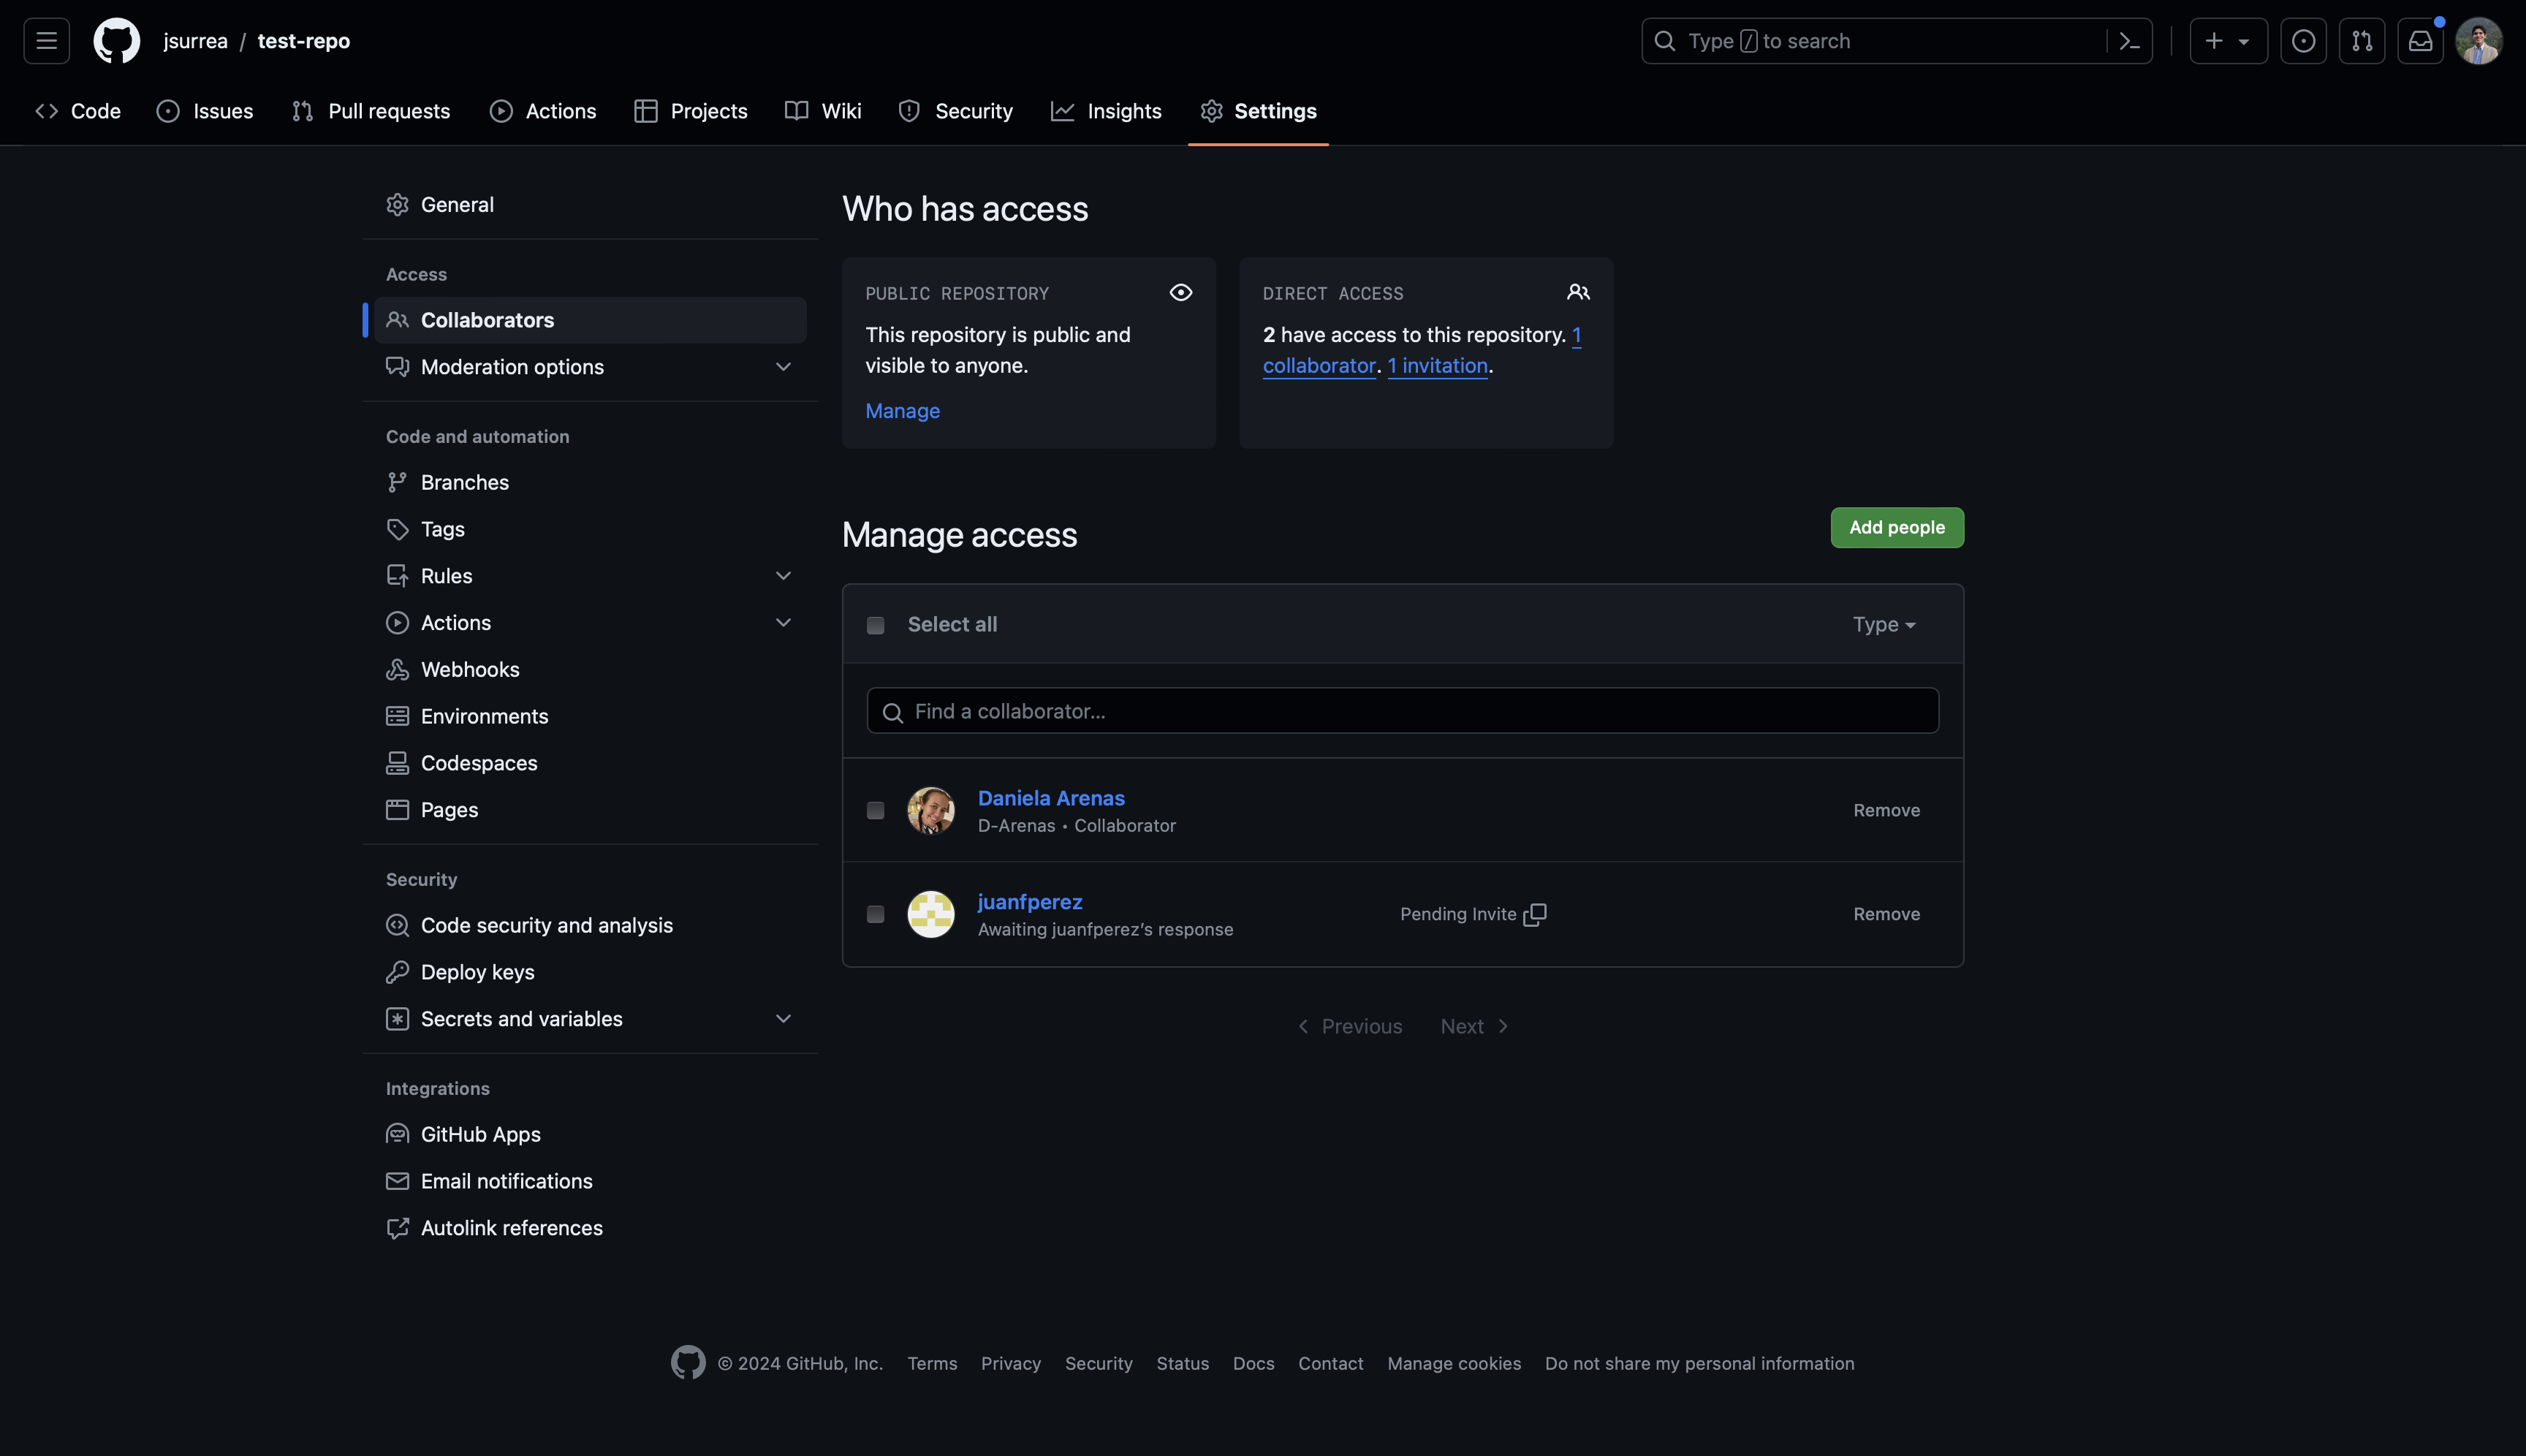 jsurrea / test-repo
Type / to search
Code
Issues
Pull requests
Actions
Projects
Wiki
Security
Insights
Settings
General
Access
Collaborators
Moderation options
Code and automation
Branches
Tags
Rules
Actions
Webhooks
Environments
Codespaces
Pages
Security
Code security and analysis
Deploy keys
Secrets and variables
Integrations
GitHub Apps
Email notifications
Autolink references
Who has access
PUBLIC REPOSITORY
This repository is public and
visible to anyone.
Manage
DIRECT ACCESS
2 have access to this repository. 1
collaborator. 1 invitation.
Manage access
Add people
Select all
Type
Find a collaborator...
Daniela Arenas
D-Arenas • Collaborator
Remove
juanfperez
Awaiting juanfperez’s response
Pending Invite
Remove
Previous
Next
© 2024 GitHub, Inc.
Terms
Privacy
Security
Status
Docs
Contact
Manage cookies
Do not share my personal information